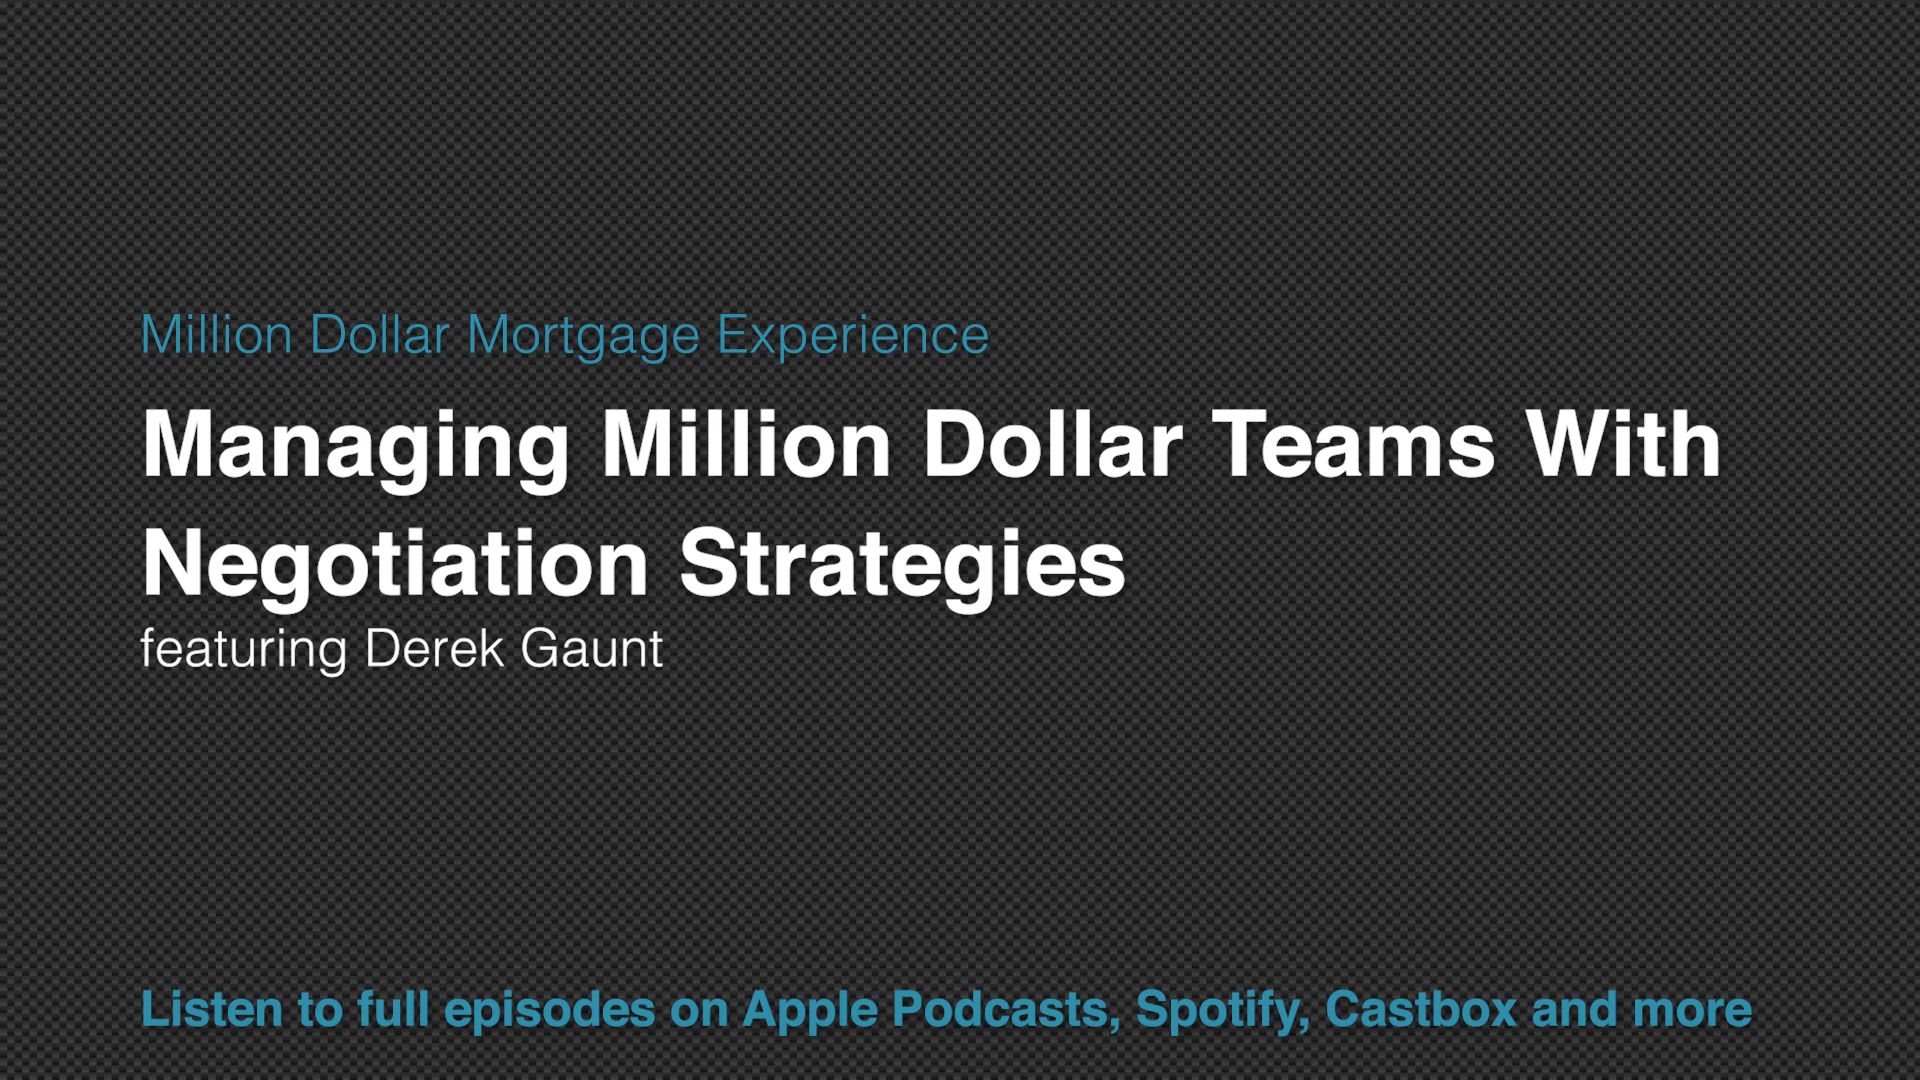 Million Dollar Mortgage Experience
Managing Million Dollar Teams With
Negotiation Strategies
featuring Derek Gaunt
Listen to full episodes on Apple Podcasts, Spotify, Castbox and more